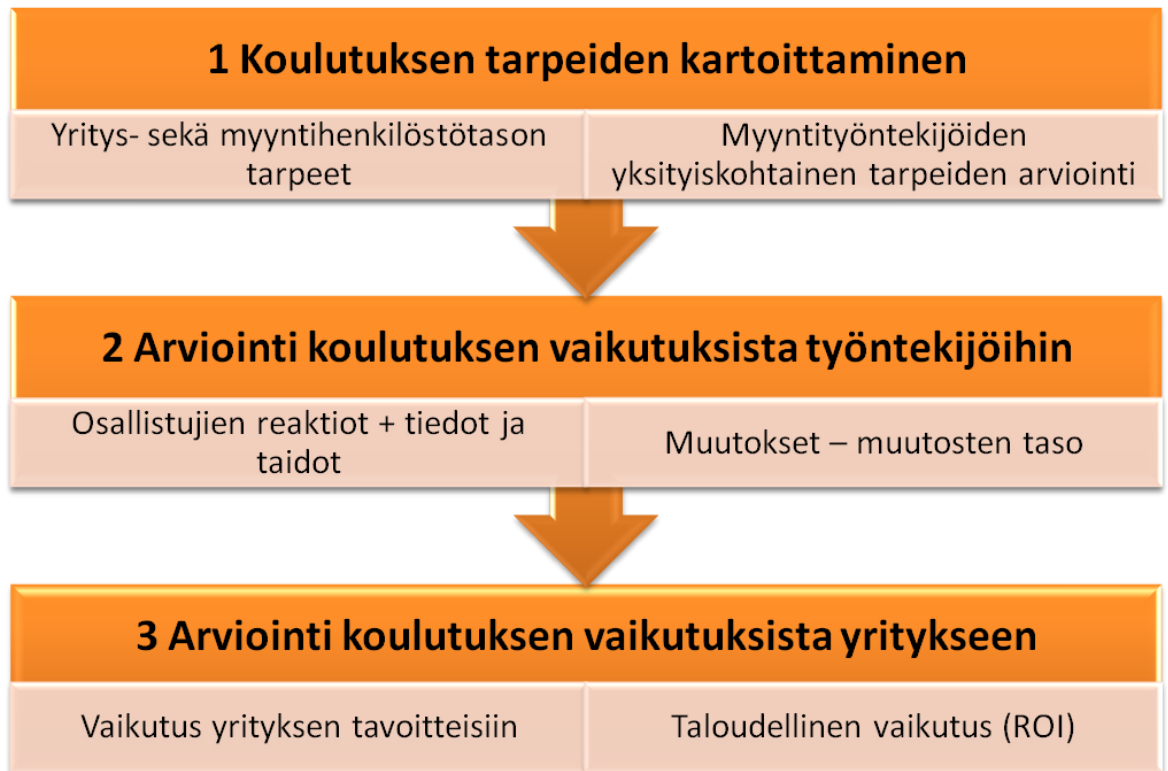 1 Koulutuksen tarpeiden kartoittaminen
Yritys- sekä myyntihenkilöstötason
tarpeet
Myyntityöntekijöiden
yksityiskohtainen tarpeiden arviointi
2 Arviointi koulutuksen vaikutuksista työntekijöihin
Osallistujien reaktiot + tiedot ja
taidot
Muutokset – muutosten taso
3 Arviointi koulutuksen vaikutuksista yritykseen
Vaikutus yrityksen tavoitteisiin
Taloudellinen vaikutus (ROI)